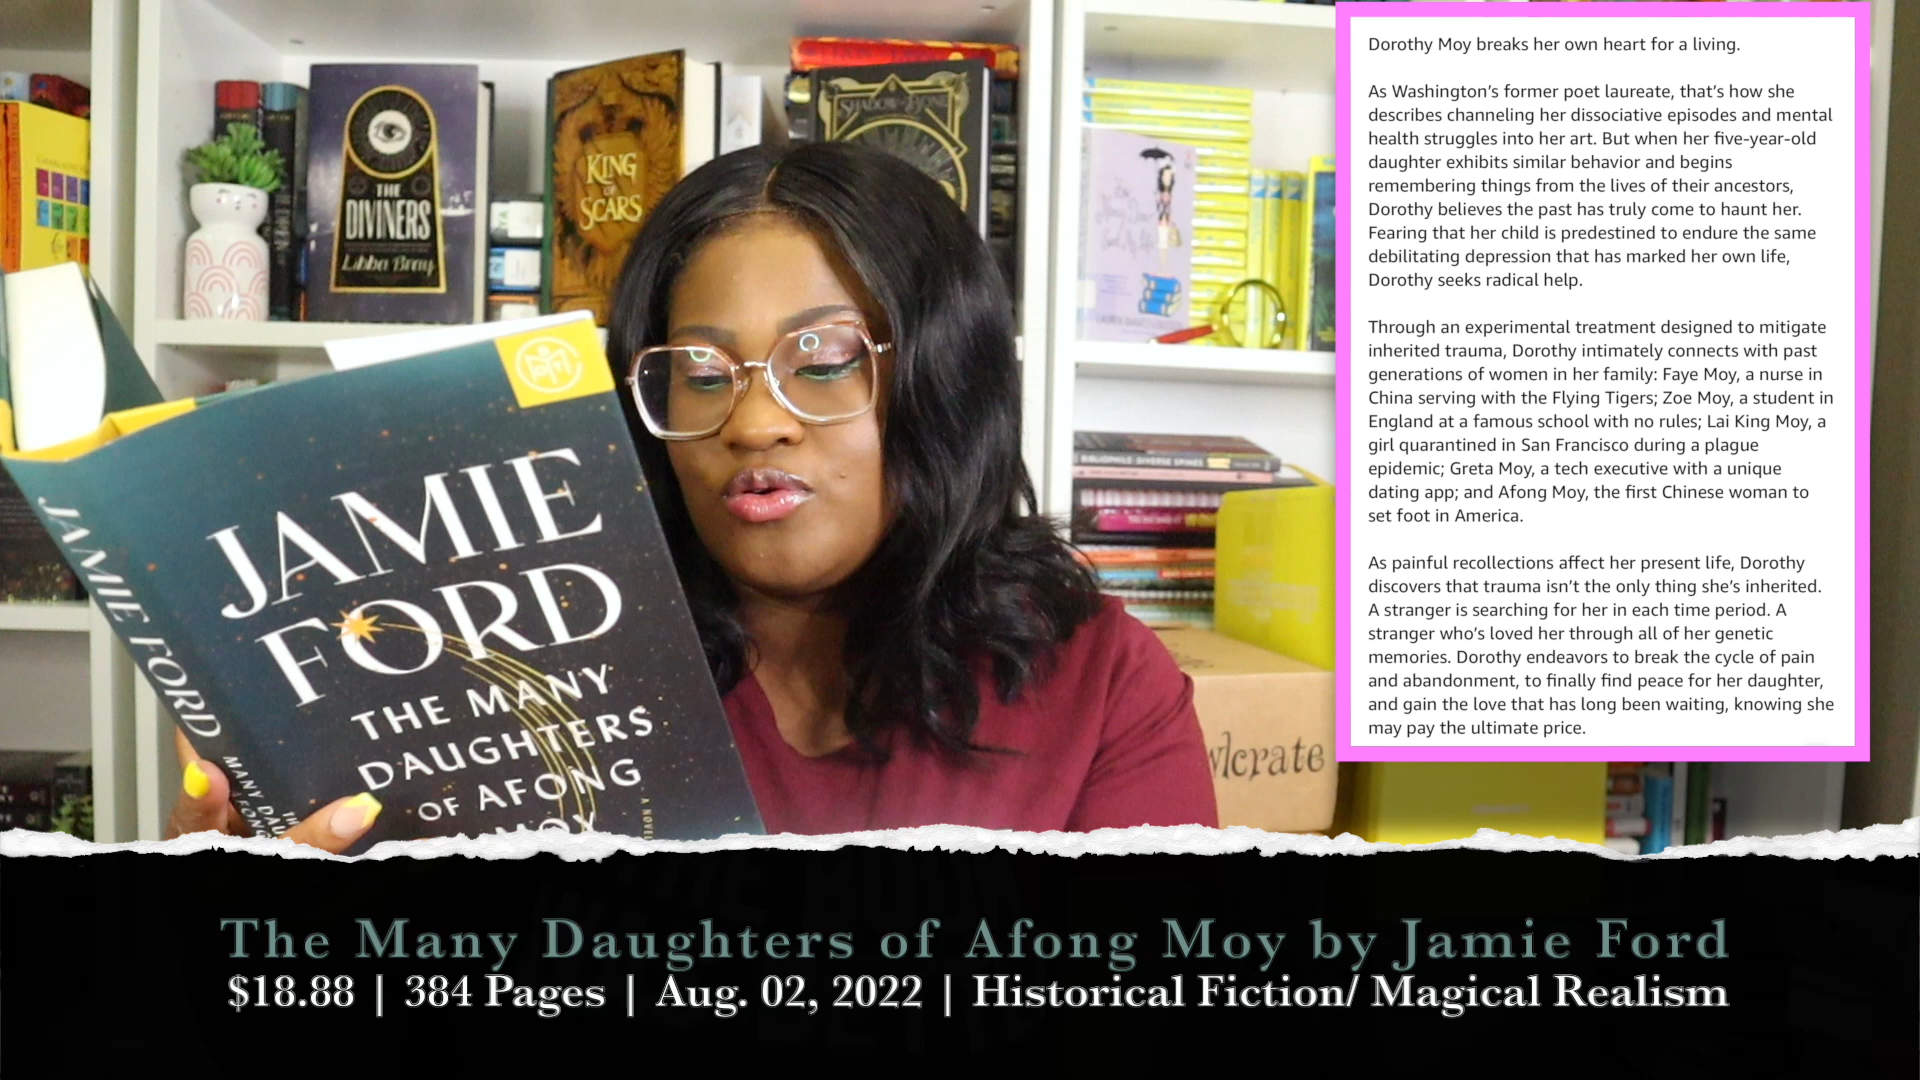 Dorothy Moy breaks her own heart for a living.
As Washington's former poet laureate, that's how she
describes channeling her dissociative episodes and mental
health struggles into her art. But when her five-year-old
daughter exhibits similar behavior and begins
remembering things from the lives of their ancestors,
Dorothy believes the past has truly come to haunt her.
Fearing that her child is predestined to endure the same
debilitating depression that has marked her own life,
Dorothy seeks radical help.
Through an experimental treatment designed to mitigate
inherited trauma, Dorothy intimately connects with past
generations of women in her family: Faye Moy, a nurse in
China serving with the Flying Tigers; Zoe Moy, a student in
England at a famous school with no rules; Lai King Moy, a
girl quarantined in San Francisco during a plague
epidemic; Greta Moy, a tech executive with a unique
dating app; and Afong Moy, the first Chinese woman to
set foot in America.
As painful recollections affect her present life, Dorothy
discovers that trauma isn't the only thing she's inherited.
A stranger is searching for her in each time period. A
stranger who's loved her through all of her genetic
memories. Dorothy endeavors to break the cycle of pain
and abandonment, to finally find peace for her daughter,
and gain the love that has long been waiting, knowing she
may pay the ultimate price.
THE
DIVINERS
Libba Bray
KING
OF
SCARS
SHADOW AND BONE
BIBLIOPHILE: DIVERSE SPINES
JAMIE
FORD
THE MANY
DAUGHTERS
OF AFONG
MOY
A NOVEL
JAMIE FORD
wlcrate
The Many Daughters of Afong Moy by Jamie Ford
$18.88 | 384 Pages | Aug. 02, 2022 | Historical Fiction/ Magical Realism